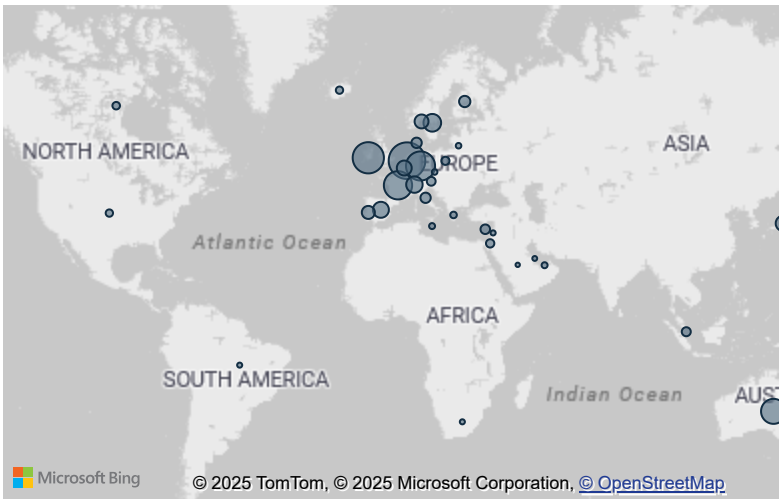 NORTH AMERICA
ASIA
EUROPE
Atlantic Ocean
AFRICA
SOUTH AMERICA
Indian Ocean
AUST
Microsoft Bing
© 2025 TomTom, © 2025 Microsoft Corporation, © OpenStreetMap